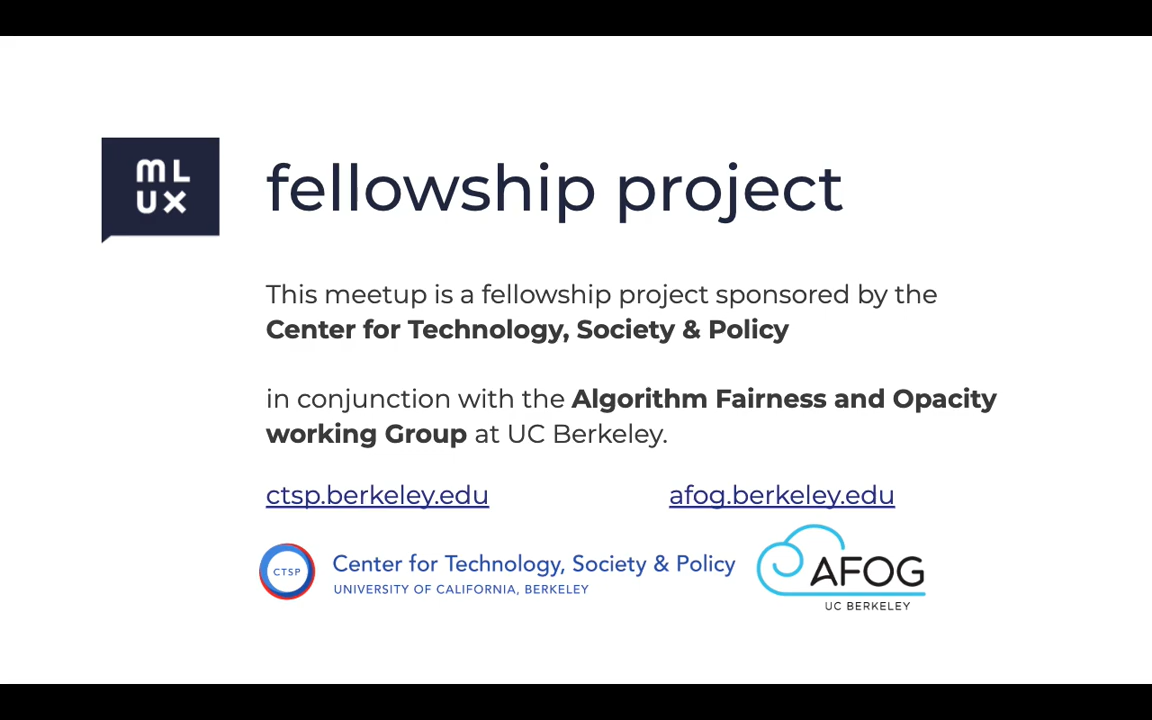 mL
UX
fellowship project
This meetup is a fellowship project sponsored by the
Center for Technology, Society & Policy
in conjunction with the Algorithm Fairness and Opacity
working Group at UC Berkeley.
ctsp.berkeley.edu
afog.berkeley.edu
CTSP
Center for Technology, Society & Policy
UNIVERSITY OF CALIFORNIA, BERKELEY
AFOG
UC BERKELEY